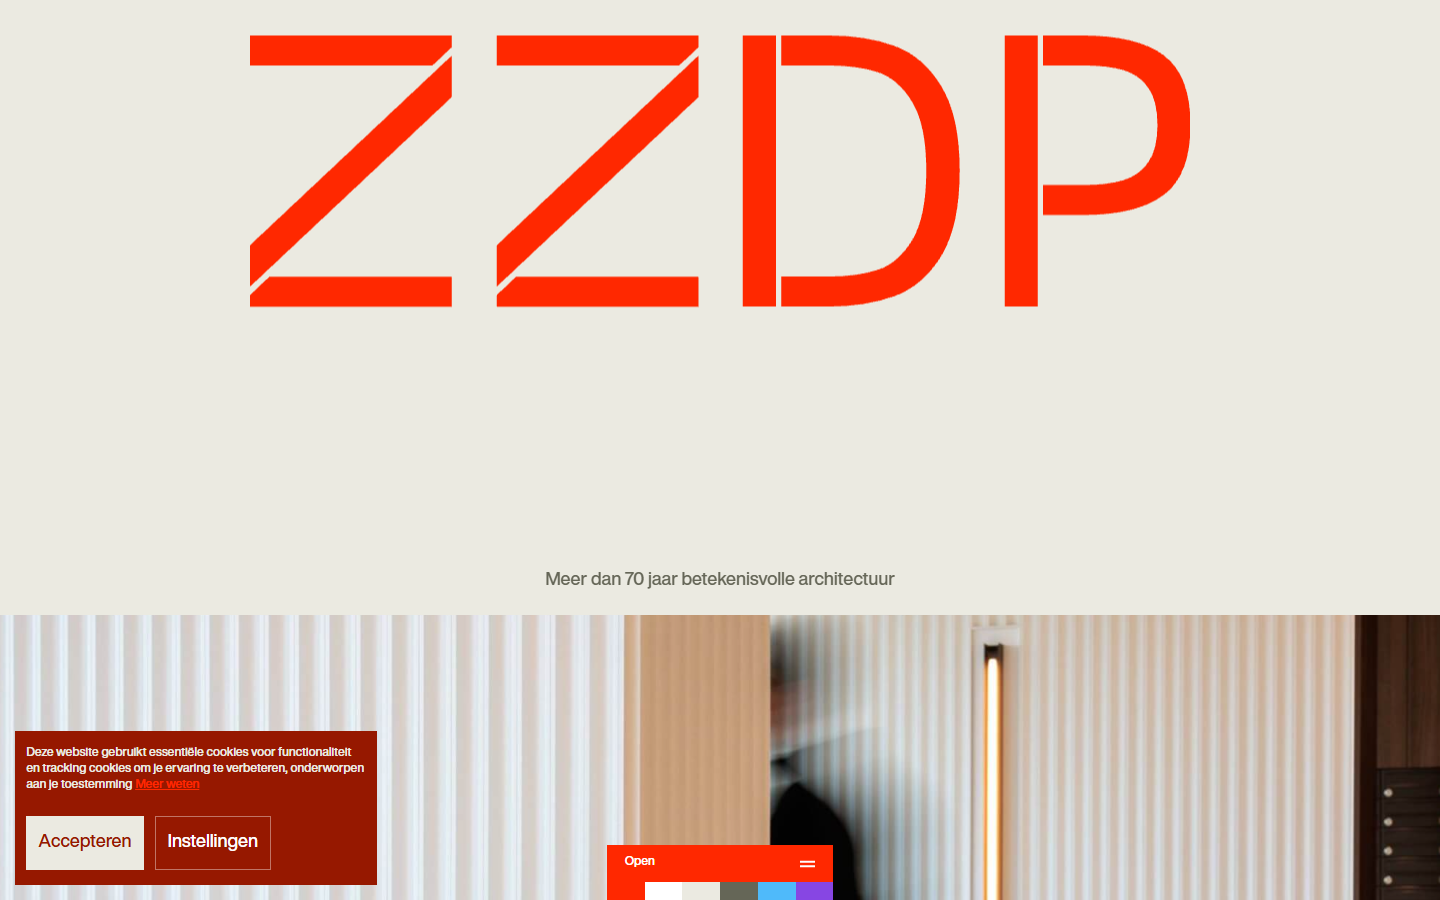 ZZDP
Meer dan 70 jaar betekenisvolle architectuur
Deze website gebruikt essentiële cookies voor functionaliteit
en tracking cookies om je ervaring te verbeteren, onderworpen
aan je toestemming Meer weten
Accepteren
Instellingen
Open